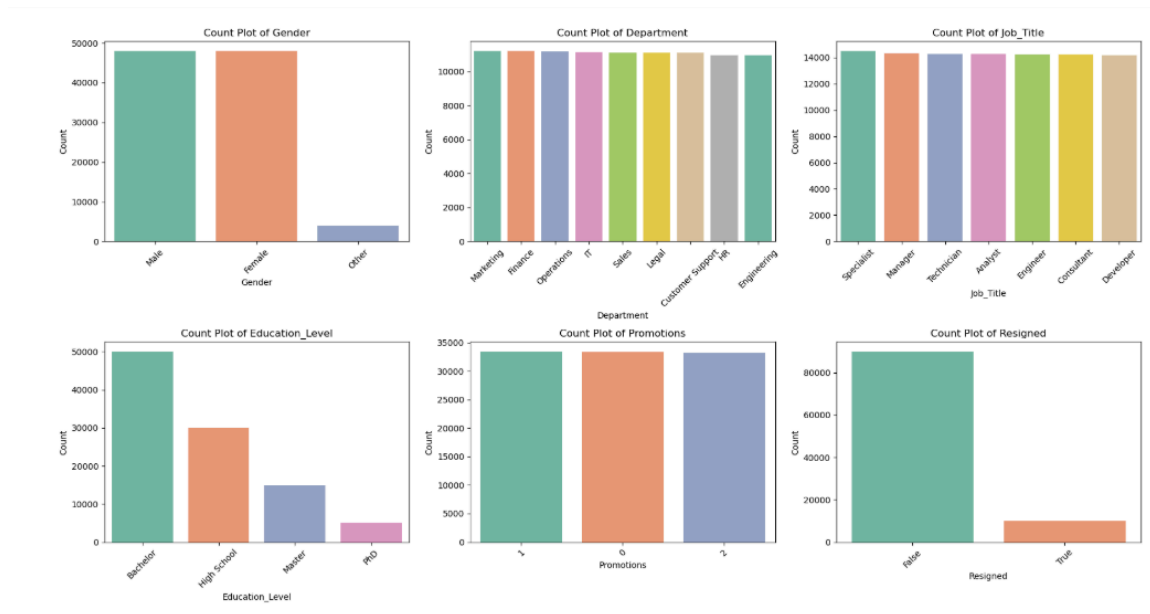 Count Plot of Gender
50000
40000
30000
20000
10000
0
Count
Male
Female
Other
Gender
Count Plot of Department
10000
8000
6000
4000
2000
0
Count
Marketing
Finance
Operations
IT
Sales
Legal
Customer Support
HR
Engineering
Department
Count Plot of Job_Title
14000
12000
10000
8000
6000
4000
2000
0
Count
Specialist
Manager
Technician
Analyst
Engineer
Consultant
Developer
Job_Title
Count Plot of Education_Level
50000
40000
30000
20000
10000
0
Count
Bachelor
High School
Master
PhD
Education_Level
Count Plot of Promotions
35000
30000
25000
20000
15000
10000
5000
0
Count
1
0
2
Promotions
Count Plot of Resigned
80000
60000
40000
20000
0
Count
False
True
Resigned